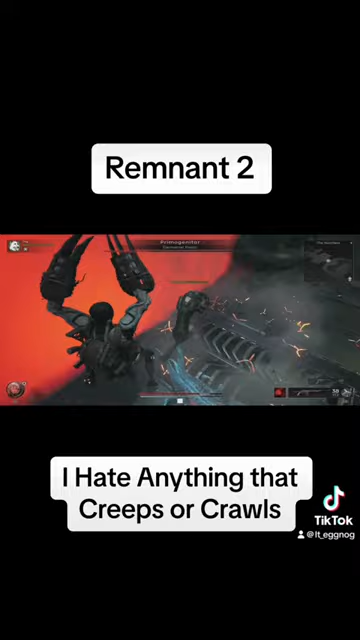 Remnant 2
Primogenitor
I Hate Anything that
Creeps or Crawls
TikTok
@lt_eggnog